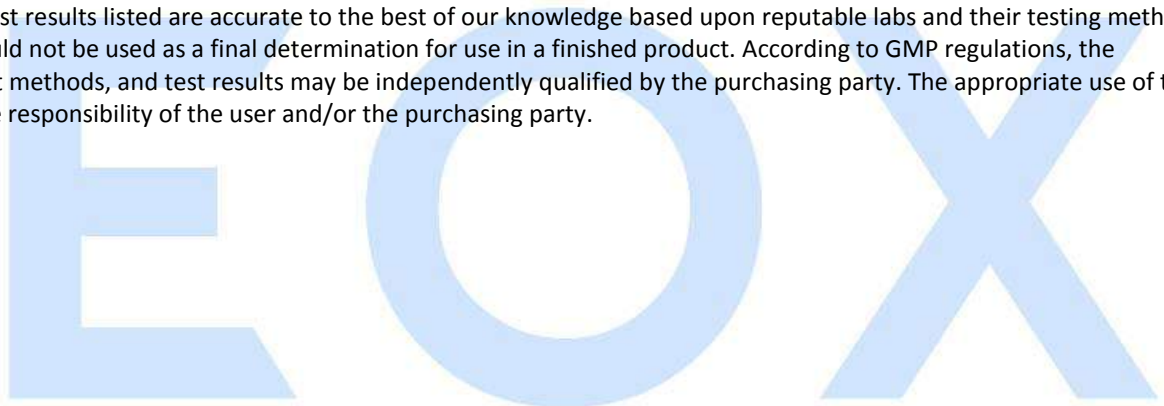 st results listed are accurate to the best of our knowledge based upon reputable labs and their testing meth
uld not be used as a final determination for use in a finished product. According to GMP regulations, the
t methods, and test results may be independently qualified by the purchasing party. The appropriate use of t
e responsibility of the user and/or the purchasing party.
EOX